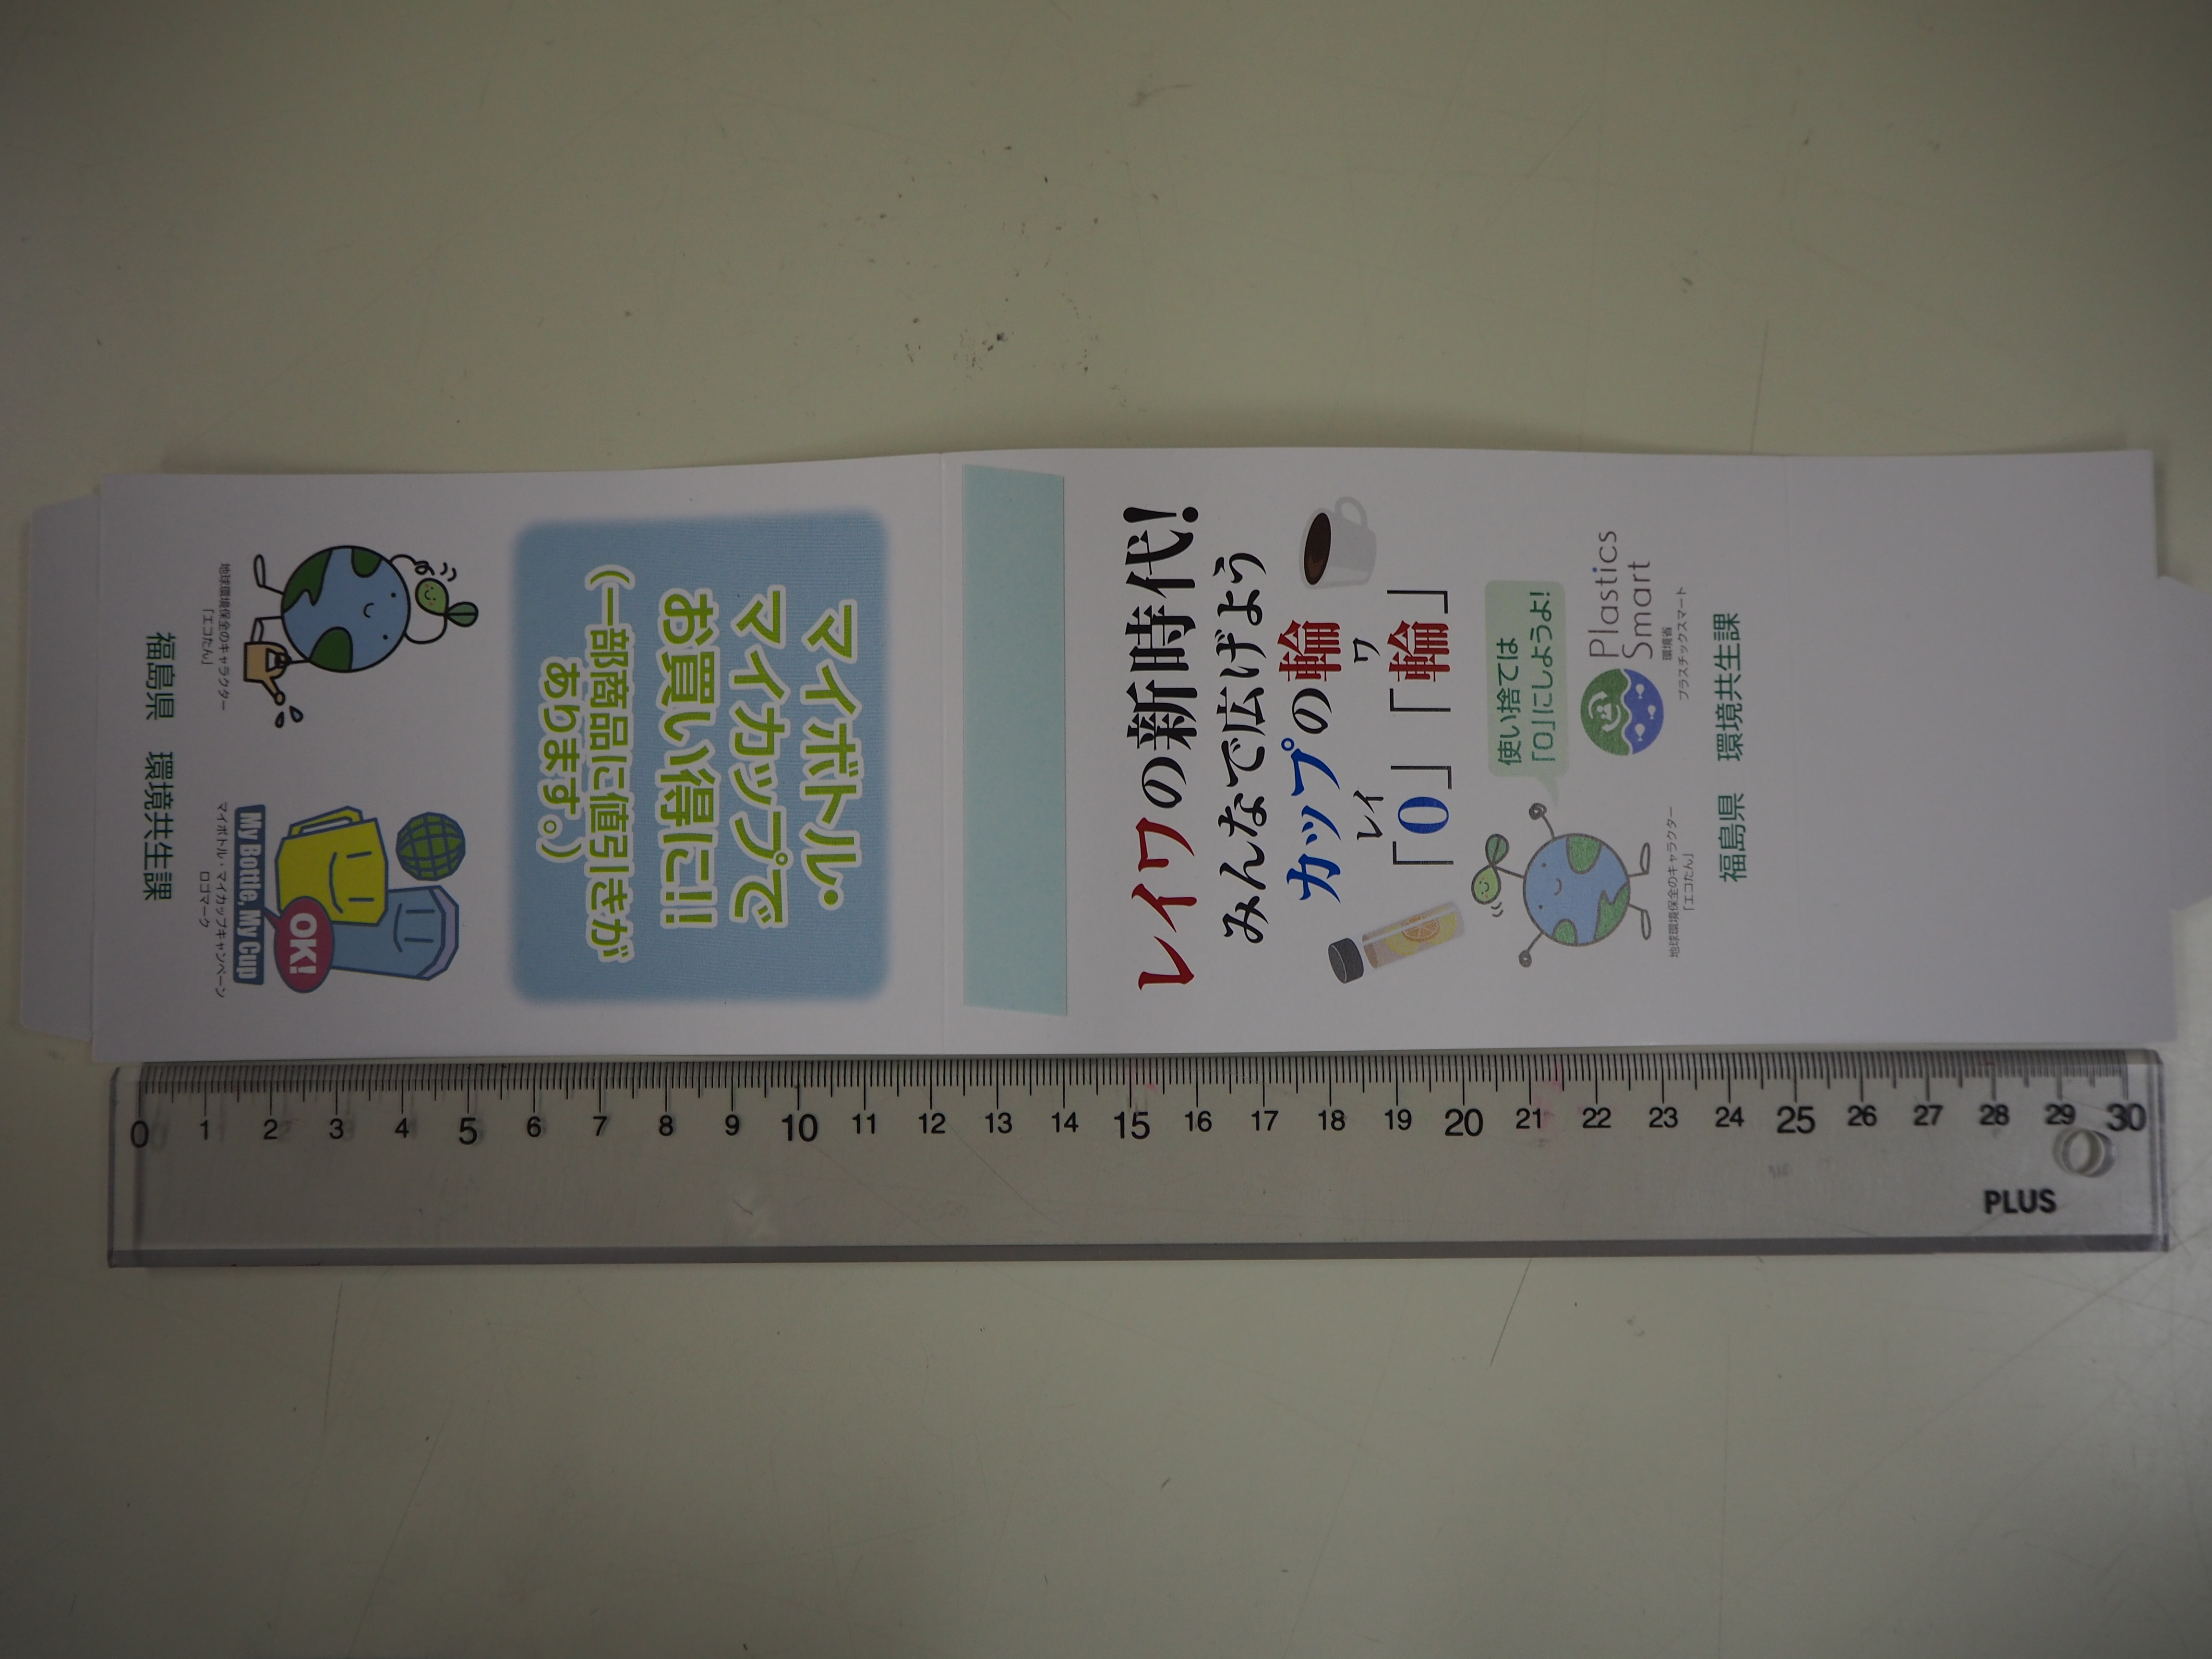 マイボトル・
マイカップで
お買い得に!!
(一部商品に値引きが
あります。)
My Bottle, My Cup
OK!
マイボトル・マイカップキャンペーン
ロゴマーク
地球環境保全のキャラクター
「エコたん」
福島県 環境共生課
レイワの新時代!
みんなで広げよう
カップの輪
レイ ワ
「0」「輪」
使い捨ては
「0」にしようよ!
Plastics
Smart
環境省
プラスチックスマート
地球環境保全のキャラクター
「エコたん」
福島県 環境共生課
0 1 2 3 4 5 6 7 8 9 10 11 12 13 14 15 16 17 18 19 20 21 22 23 24 25 26 27 28 29 30
PLUS